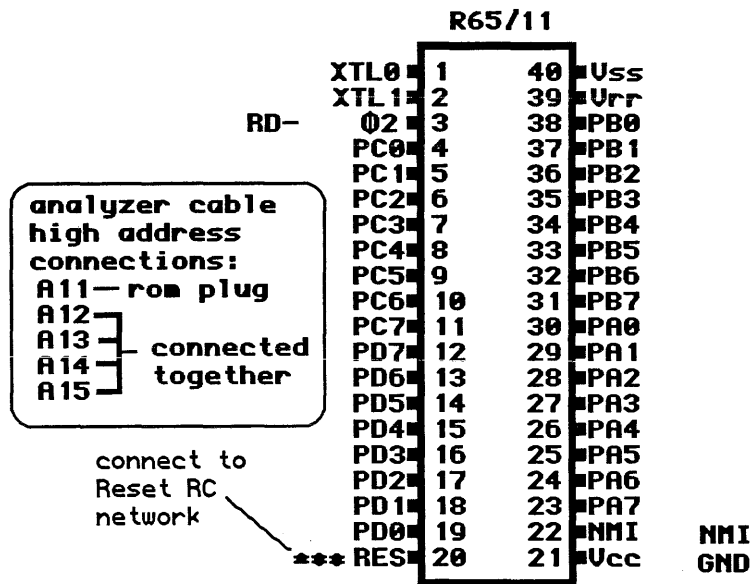 R65/11
XTL0 1 40 Vss
XTL1 2 39 Vrr
RD- Φ2 3 38 PB0
PC0 4 37 PB1
PC1 5 36 PB2
PC2 6 35 PB3
PC3 7 34 PB4
PC4 8 33 PB5
PC5 9 32 PB6
PC6 10 31 PB7
PC7 11 30 PA0
PD7 12 29 PA1
PD6 13 28 PA2
PD5 14 27 PA3
PD4 15 26 PA4
PD3 16 25 PA5
PD2 17 24 PA6
PD1 18 23 PA7
PD0 19 22 NMI NMI
*** RES 20 21 Vcc GND
analyzer cable
high address
connections:
A11— rom plug
A12
A13
A14
A15
connected
together
connect to
Reset RC
network